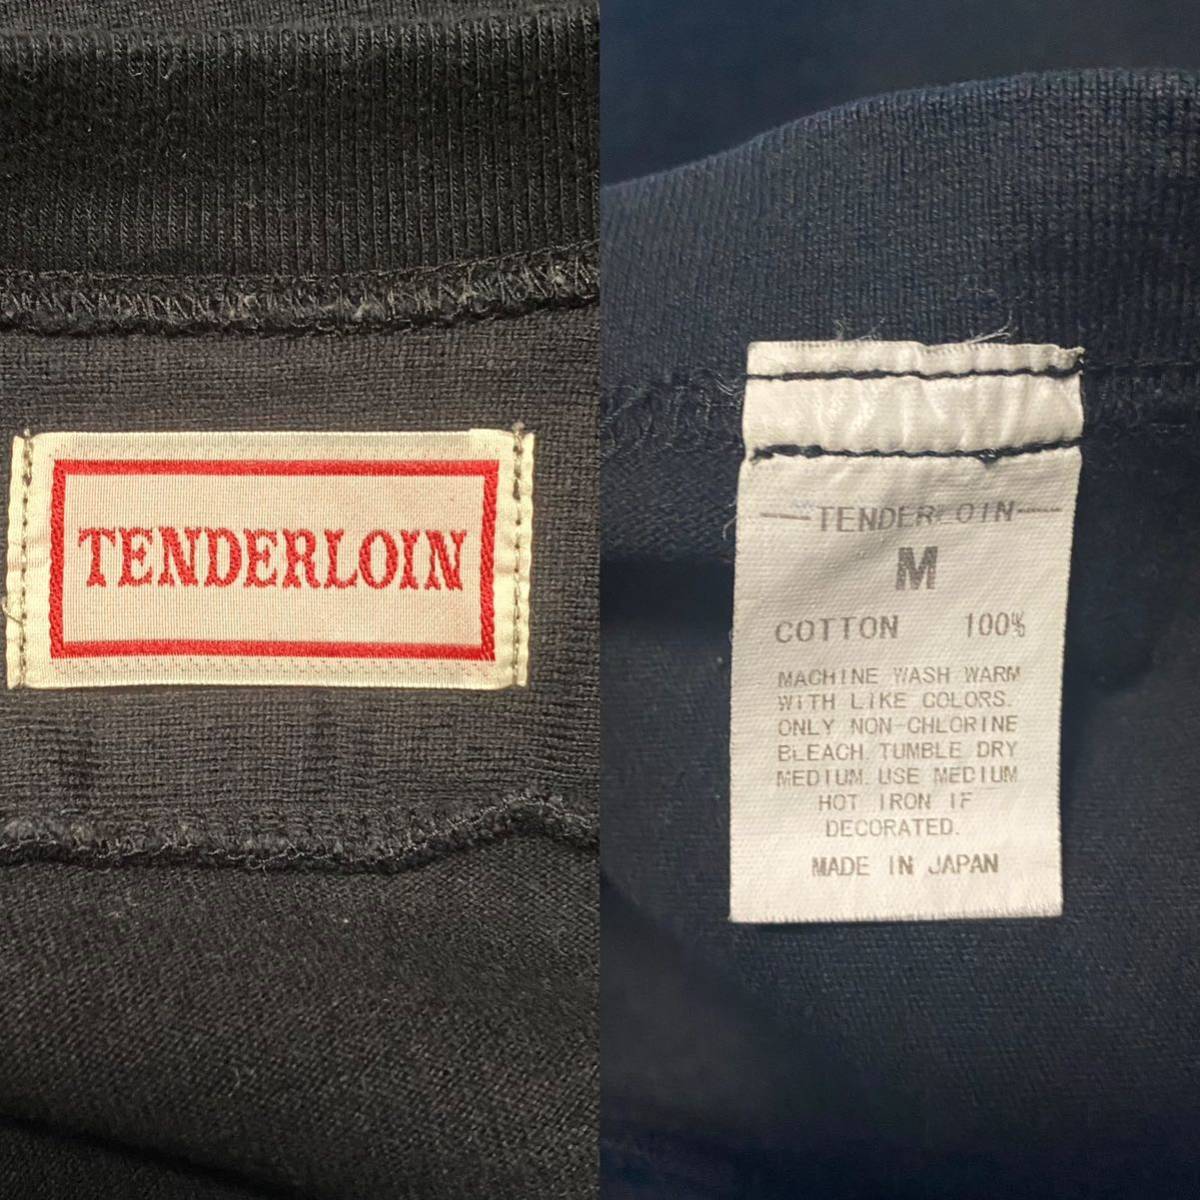 TENDERLOIN
TENDERLOIN
M
COTTON 100%
MACHINE WASH WARM
WITH LIKE COLORS.
ONLY NON-CHLORINE
BLEACH. TUMBLE DRY
MEDIUM. USE MEDIUM
HOT IRON IF
DECORATED.
MADE IN JAPAN